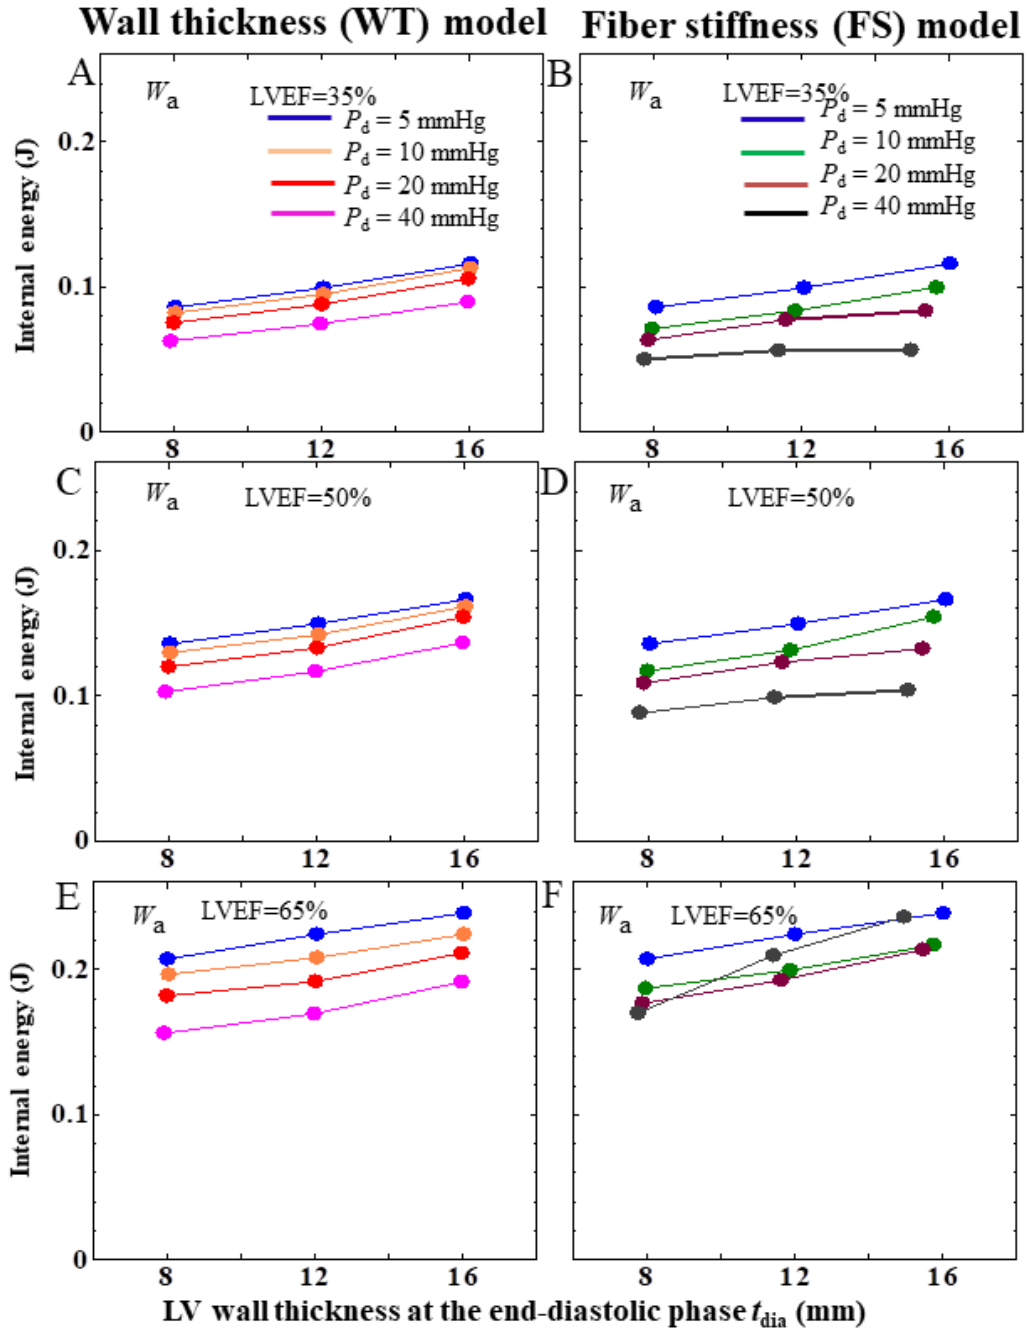 Wall thickness (WT) model
Fiber stiffness (FS) model
A
Wa
LVEF=35%
Pd = 5 mmHg
Pd = 10 mmHg
Pd = 20 mmHg
Pd = 40 mmHg
Internal energy (J)
0.2
0.1
0
8
12
16
B
Wa
LVEF=35%
Pd = 5 mmHg
Pd = 10 mmHg
Pd = 20 mmHg
Pd = 40 mmHg
8
12
16
C
Wa
LVEF=50%
Internal energy (J)
0.2
0.1
0
8
12
16
D
Wa
LVEF=50%
8
12
16
E
Wa
LVEF=65%
Internal energy (J)
0.2
0.1
0
8
12
16
F
Wa
LVEF=65%
8
12
16
LV wall thickness at the end-diastolic phase tdia (mm)